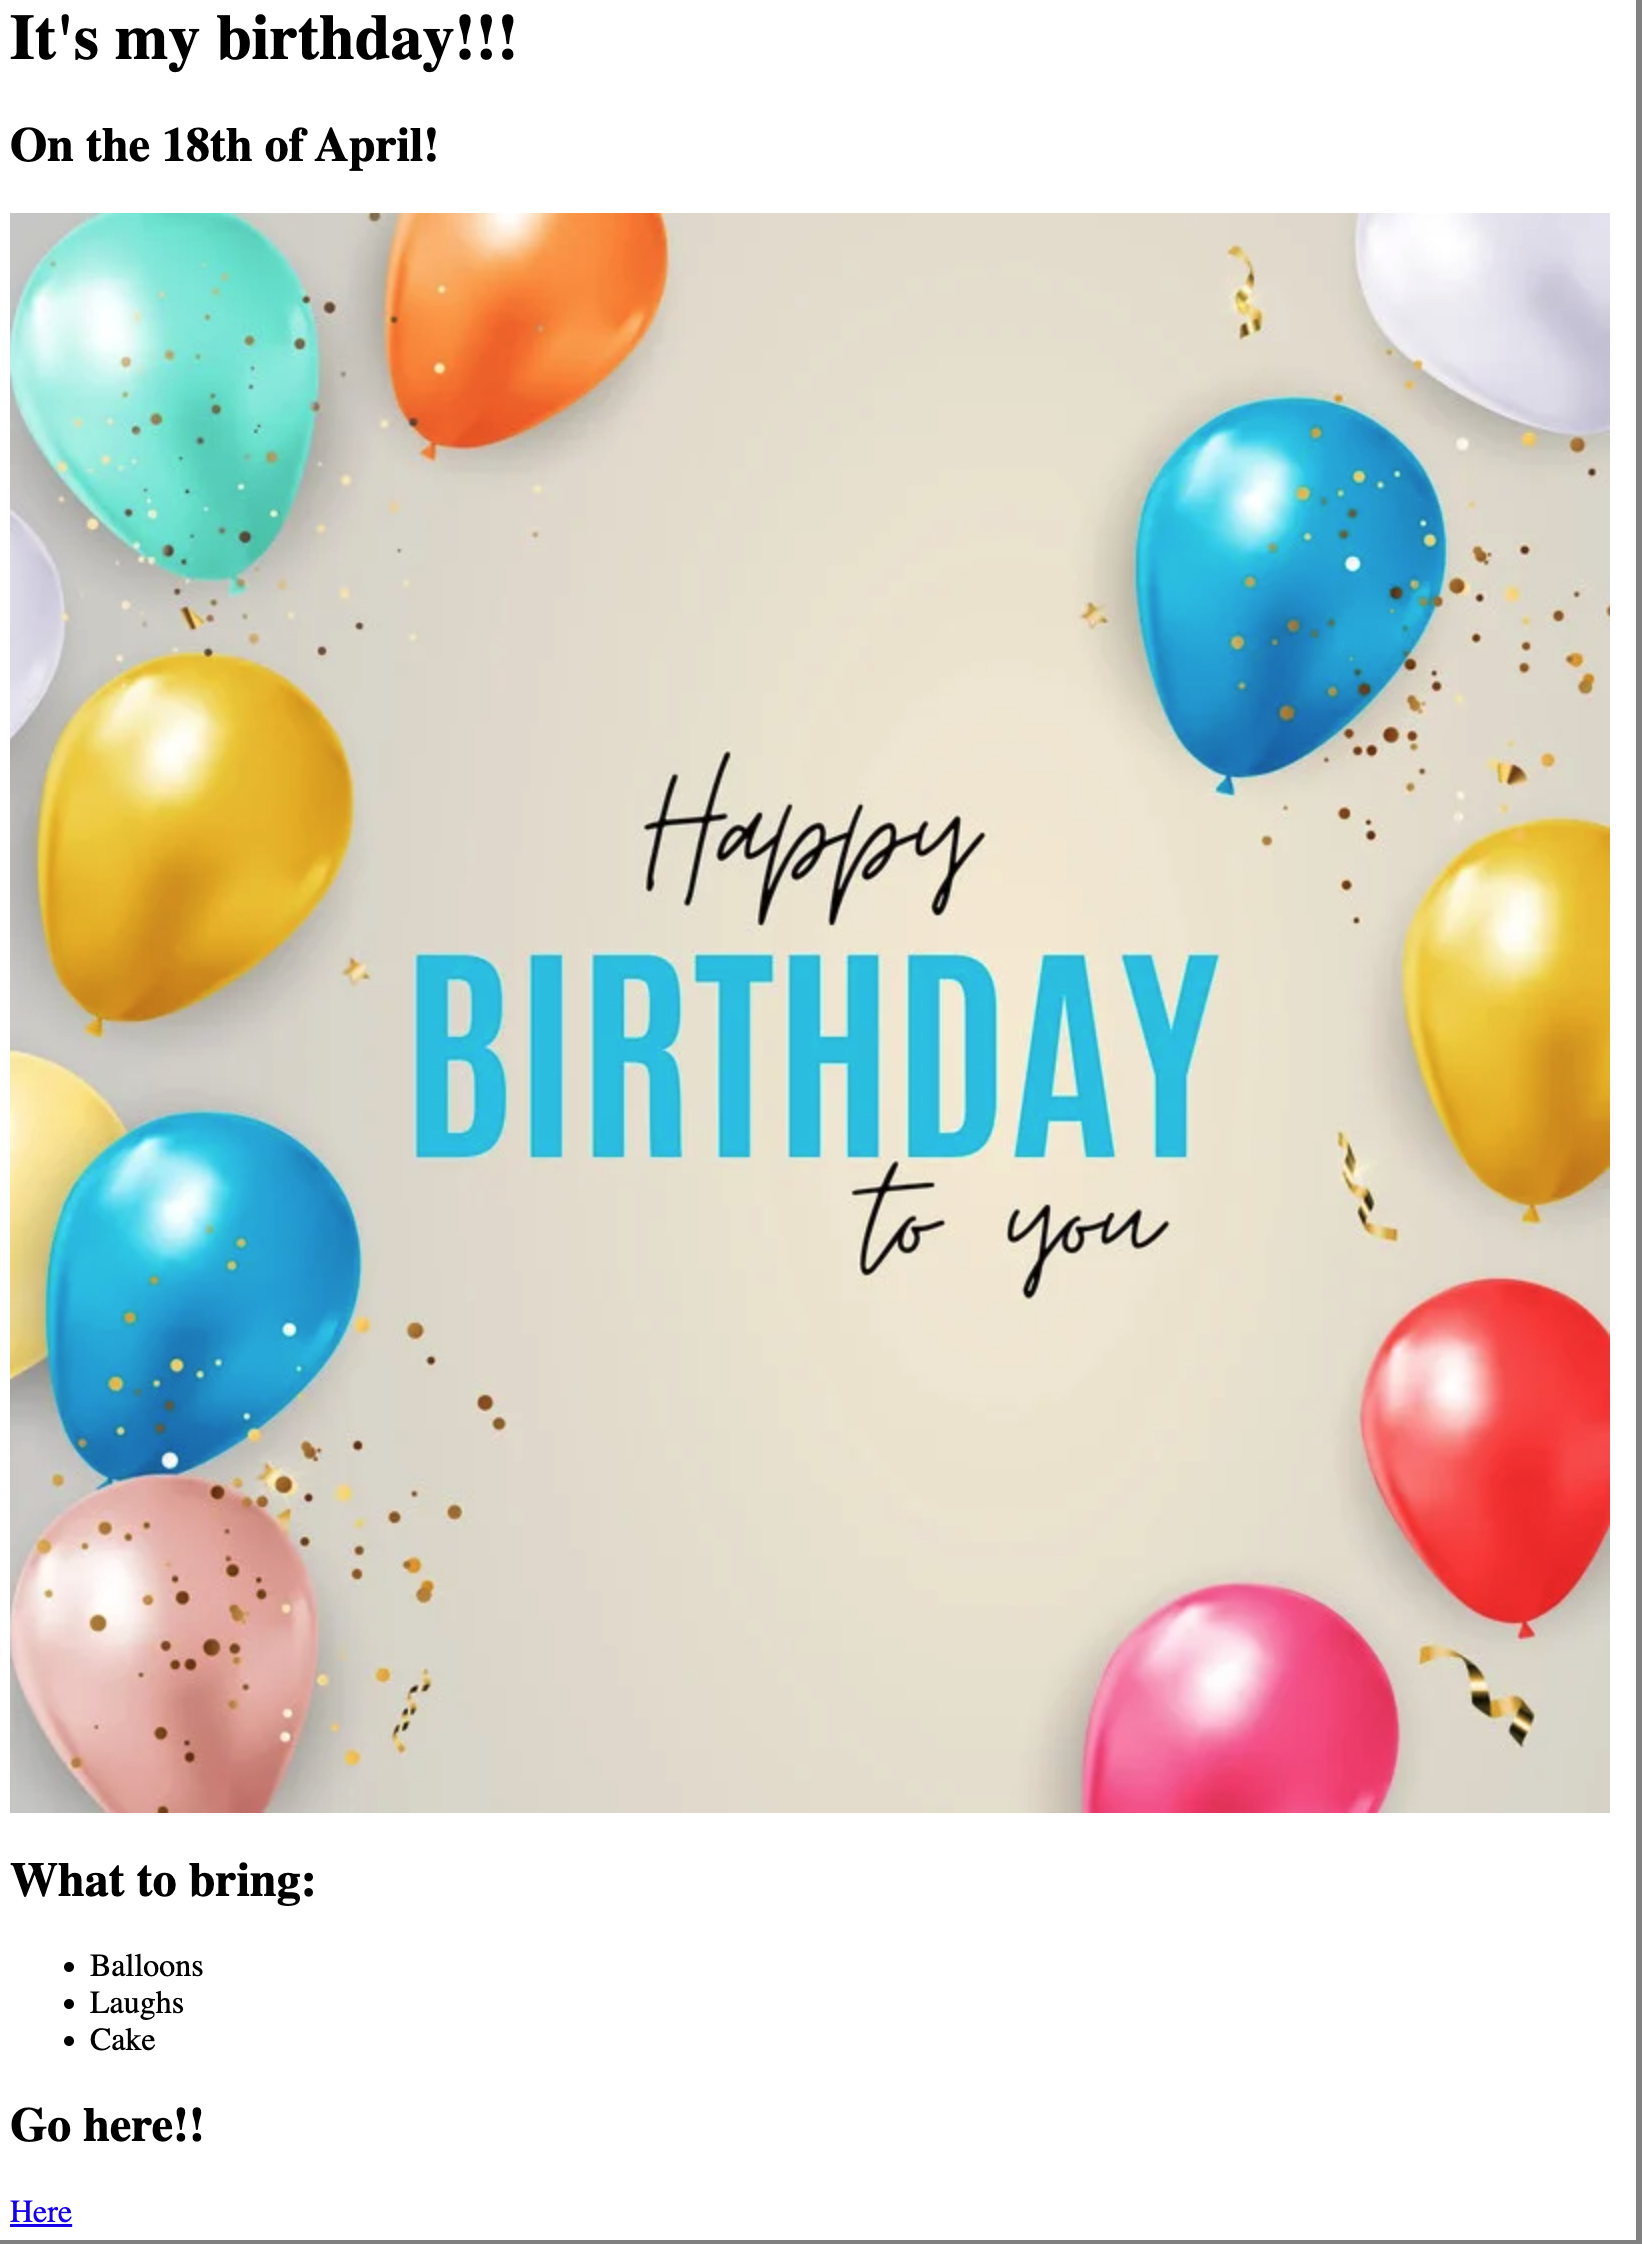 It's my birthday!!!
On the 18th of April!
Happy
BIRTHDAY
to you
What to bring:
Balloons
Laughs
Cake
Go here!!
Here